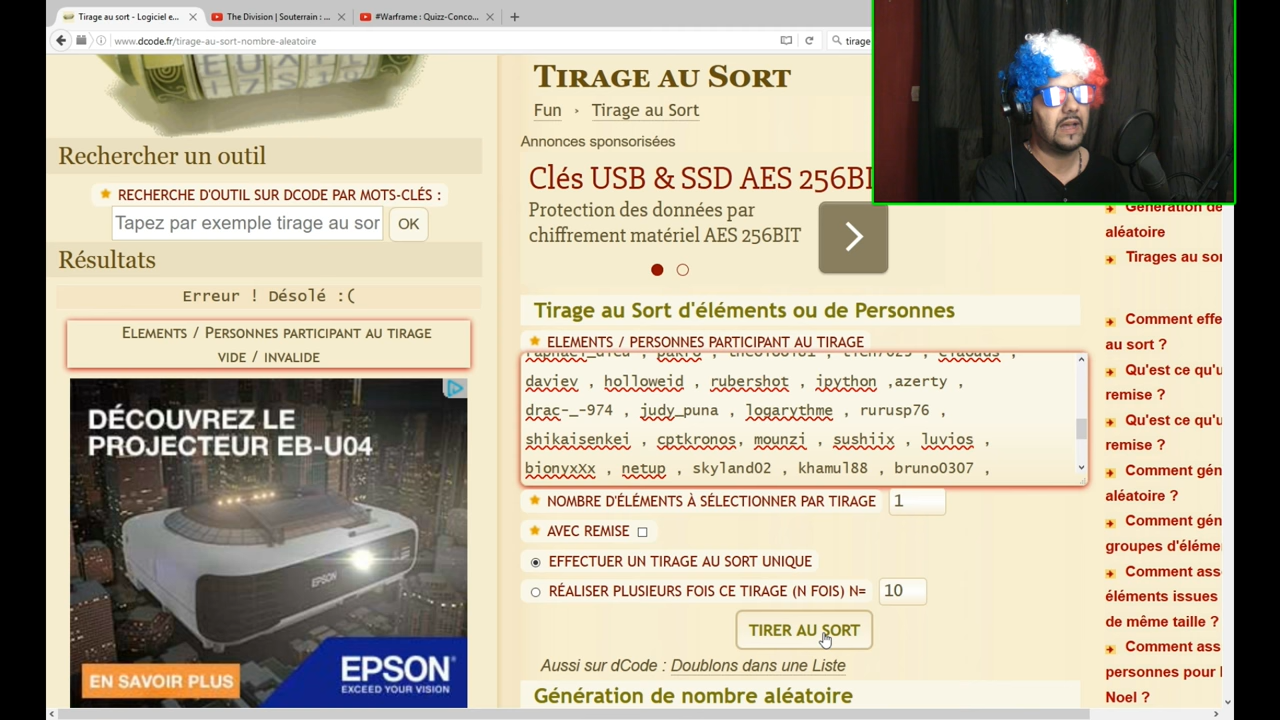 Tirage au sort - Logiciel e...
The Division | Souterrain : ...
#Warframe : Quizz-Conco...
www.dcode.fr/tirage-au-sort-nombre-aleatoire
tirage
TIRAGE AU SORT
Fun › Tirage au Sort
Annonces sponsorisées
Clés USB & SSD AES 256BI
Protection des données par
chiffrement matériel AES 256BIT
Rechercher un outil
RECHERCHE D'OUTIL SUR DCODE PAR MOTS-CLÉS :
Tapez par exemple tirage au sor
OK
Résultats
Erreur ! Désolé :(
ELEMENTS / PERSONNES PARTICIPANT AU TIRAGE
VIDE / INVALIDE
DÉCOUVREZ LE
PROJECTEUR EB-U04
EPSON
EN SAVOIR PLUS
EPSON
EXCEED YOUR VISION
Tirage au Sort d'éléments ou de Personnes
ELEMENTS / PERSONNES PARTICIPANT AU TIRAGE
daviev , holloweid , rubershot , ipython ,azerty ,
drac-_-974 , judy_puna , logarythme , rurusp76 ,
shikaisenkei , cptkronos, mounzi , sushiix , luvios ,
bionyxXx , netup , skyland02 , khamul88 , bruno0307 ,
NOMBRE D'ÉLÉMENTS À SÉLECTIONNER PAR TIRAGE
1
AVEC REMISE
EFFECTUER UN TIRAGE AU SORT UNIQUE
RÉALISER PLUSIEURS FOIS CE TIRAGE (N FOIS) N=
10
TIRER AU SORT
Aussi sur dCode : Doublons dans une Liste
Génération de nombre aléatoire
Génération de
aléatoire
Tirages au sor
Comment effe
au sort ?
Qu'est ce qu'u
remise ?
Qu'est ce qu'u
remise ?
Comment gén
aléatoire ?
Comment gén
groupes d'éléme
Comment ass
éléments issues
de même taille ?
Comment ass
personnes pour l
Noel ?